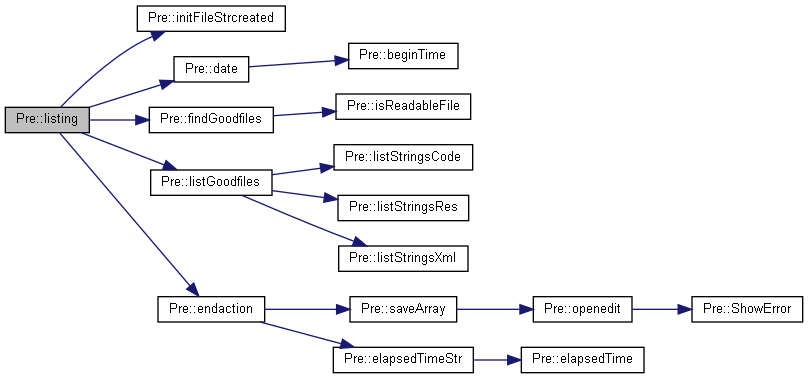 Pre::initFileStrcreated
Pre::date
Pre::beginTime
Pre::listing
Pre::findGoodfiles
Pre::isReadableFile
Pre::listGoodfiles
Pre::listStringsCode
Pre::listStringsRes
Pre::listStringsXml
Pre::endaction
Pre::saveArray
Pre::openedit
Pre::ShowError
Pre::elapsedTimeStr
Pre::elapsedTime